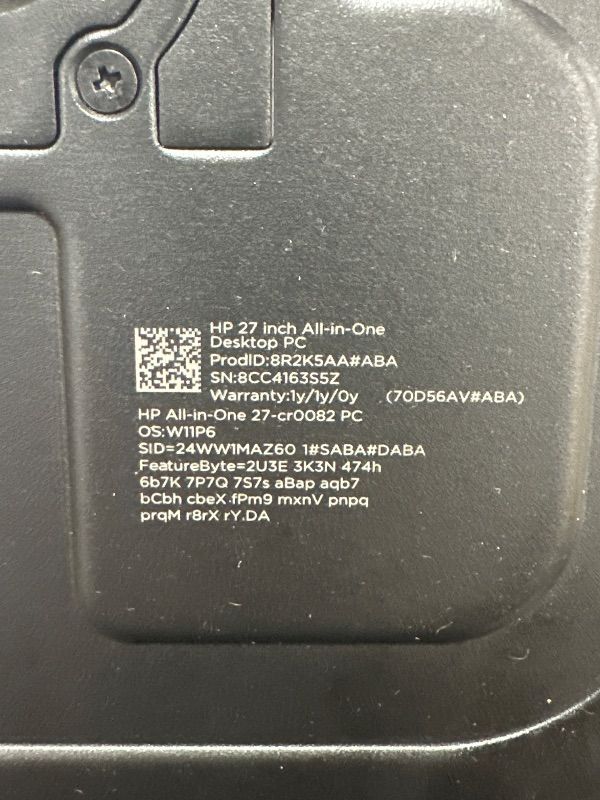 HP 27 inch All-in-One
Desktop PC
ProdID:8R2K5AA#ABA
SN:8CC4163S5Z
Warranty:1y/1y/0y (70D56AV#ABA)
HP All-in-One 27-cr0082 PC
OS:W11P6
SID=24WW1MAZ60 1#SABA#DABA
FeatureByte=2U3E 3K3N 474h
6b7K 7P7Q 7S7s aBap aqb7
bCbh cbeX.fPm9 mxnV pnpq
prqM r8rX rY.DA